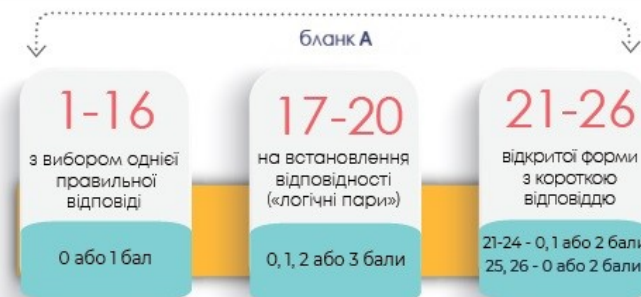 бланк А
1-16
з вибором однієї
правильної
відповіді
0 або 1 бал
17-20
на встановлення
відповідності
(«логічні пари»)
0, 1, 2 або 3 бали
21-26
відкритої форми
з короткою
відповіддю
21-24 - 0, 1 або 2 бали
25, 26 - 0 або 2 бали